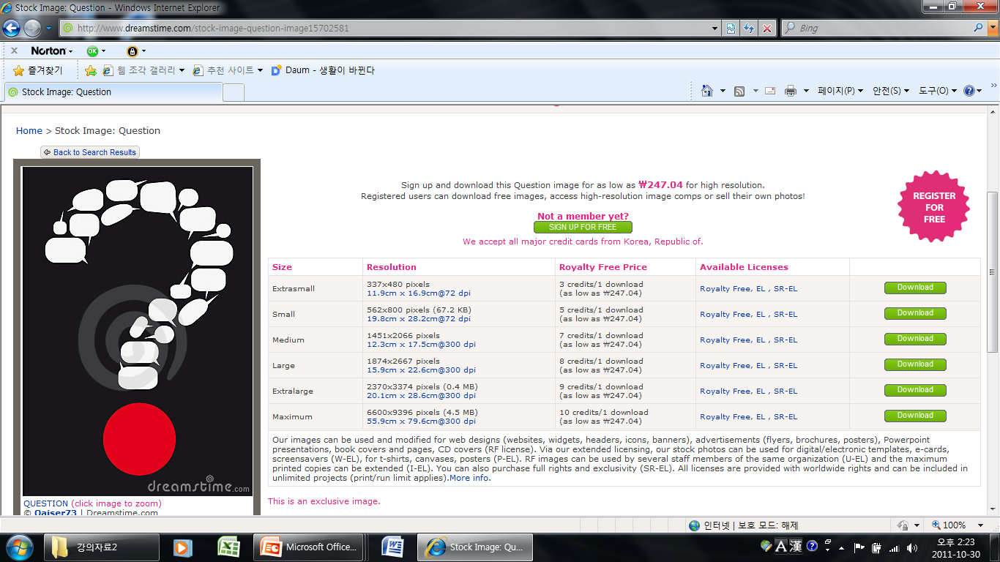 Stock Image: Question - Windows Internet Explorer
http://www.dreamstime.com/stock-image-question-image15702581
Bing
x Norton OK
즐겨찾기 웹 조각 갤러리 추천 사이트 Daum - 생활이 바뀐다
Stock Image: Question
페이지(P) 안전(S) 도구(O)
Home > Stock Image: Question
Back to Search Results
Sign up and download this Question image for as low as ₩247.04 for high resolution.
Registered users can download free images, access high-resolution image comps or sell their own photos!
Not a member yet?
SIGN UP FOR FREE
We accept all major credit cards from Korea, Republic of.
REGISTER
FOR
FREE
Size Resolution Royalty Free Price Available Licenses
Extrasmall 337x480 pixels 3 credits/1 download Royalty Free, EL , SR-EL Download
11.9cm x 16.9cm@72 dpi (as low as ₩247.04)
Small 562x800 pixels (67.2 KB) 5 credits/1 download Royalty Free, EL , SR-EL Download
19.8cm x 28.2cm@72 dpi (as low as ₩247.04)
Medium 1451x2066 pixels 7 credits/1 download Royalty Free, EL , SR-EL Download
12.3cm x 17.5cm@300 dpi (as low as ₩247.04)
Large 1874x2667 pixels 8 credits/1 download Royalty Free, EL , SR-EL Download
15.9cm x 22.6cm@300 dpi (as low as ₩247.04)
Extralarge 2370x3374 pixels (0.4 MB) 9 credits/1 download Royalty Free, EL , SR-EL Download
20.1cm x 28.6cm@300 dpi (as low as ₩247.04)
Maximum 6600x9396 pixels (4.5 MB) 10 credits/1 download Royalty Free, EL , SR-EL Download
55.9cm x 79.6cm@300 dpi (as low as ₩247.04)
Our images can be used and modified for web designs (websites, widgets, headers, icons, banners), advertisements (flyers, brochures, posters), Powerpoint
presentations, book covers and pages, CD covers (RF license). Via our extended licensing, our stock photos can be used for digital/electronic templates, e-cards,
screensavers (W-EL), for t-shirts, canvases, posters (P-EL). RF images can be used by several staff members of the same organization (U-EL) and the maximum
printed copies can be extended (I-EL). You can also purchase full rights and exclusivity (SR-EL). All licenses are provided with worldwide rights and can be included in
unlimited projects (print/run limit applies).More info.
This is an exclusive image.
dreamstime.com
QUESTION (click image to zoom)
© Qaiser73 | Dreamstime.com
인터넷 | 보호 모드: 해제 100%
강의자료2 Microsoft Office... Stock Image: Qu... A 漢
오후 2:23
2011-10-30